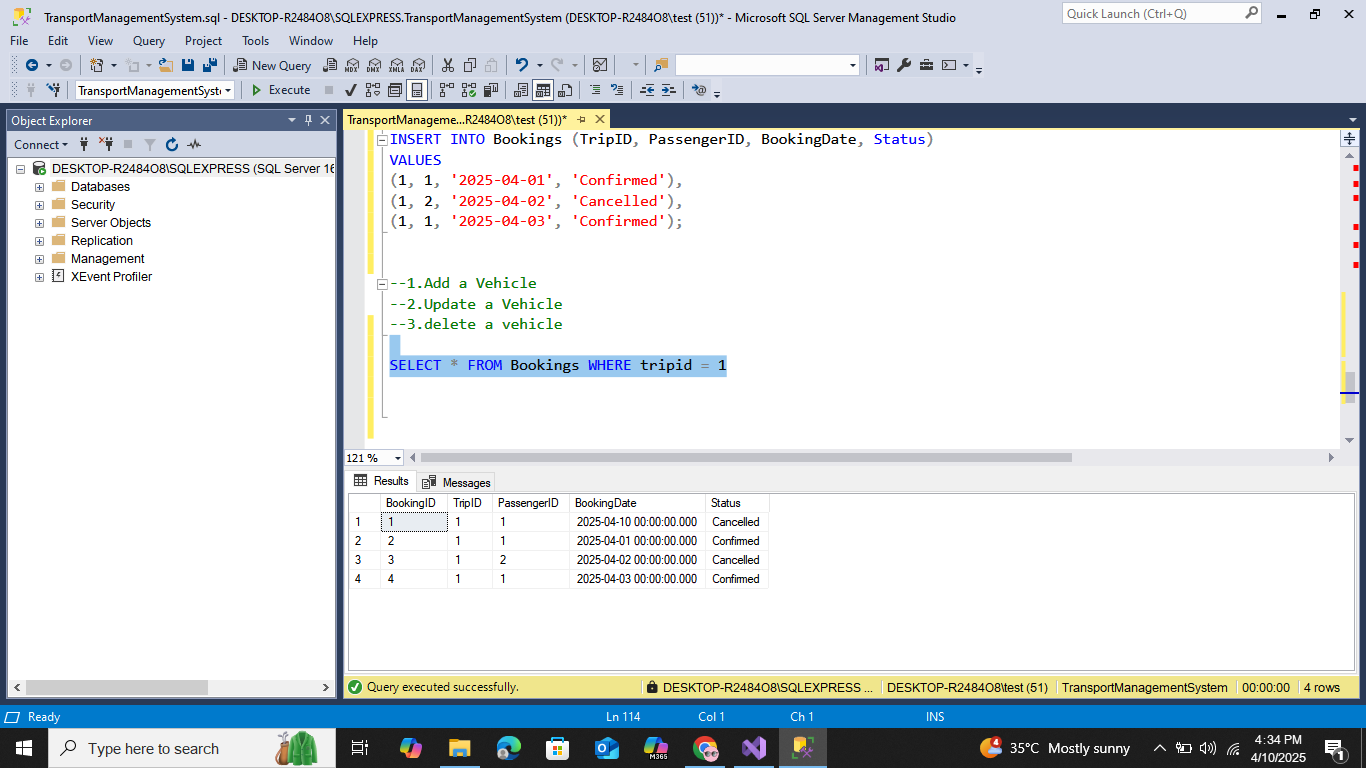 TransportManagementSystem.sql - DESKTOP-R2484O8\SQLEXPRESS.TransportManagementSystem (DESKTOP-R2484O8\test (51))* - Microsoft SQL Server Management Studio
Quick Launch (Ctrl+Q)
File Edit View Query Project Tools Window Help
New Query MDX DMX XMLA DAX
TransportManagementSyste Execute
Object Explorer
TransportManageme...R2484O8\test (51))*
Connect
DESKTOP-R2484O8\SQLEXPRESS (SQL Server 16
Databases
Security
Server Objects
Replication
Management
XEvent Profiler
INSERT INTO Bookings (TripID, PassengerID, BookingDate, Status)
VALUES
(1, 1, '2025-04-01', 'Confirmed'),
(1, 2, '2025-04-02', 'Cancelled'),
(1, 1, '2025-04-03', 'Confirmed');
--1.Add a Vehicle
--2.Update a Vehicle
--3.delete a vehicle
SELECT * FROM Bookings WHERE tripid = 1
121 %
Results Messages
BookingID TripID PassengerID BookingDate Status
1 1 1 1 2025-04-10 00:00:00.000 Cancelled
2 2 1 1 2025-04-01 00:00:00.000 Confirmed
3 3 1 2 2025-04-02 00:00:00.000 Cancelled
4 4 1 1 2025-04-03 00:00:00.000 Confirmed
Query executed successfully. DESKTOP-R2484O8\SQLEXPRESS ... DESKTOP-R2484O8\test (51) TransportManagementSystem 00:00:00 4 rows
Ready Ln 114 Col 1 Ch 1 INS
Type here to search M365 4 35°C Mostly sunny 4:34 PM
4/10/2025 1